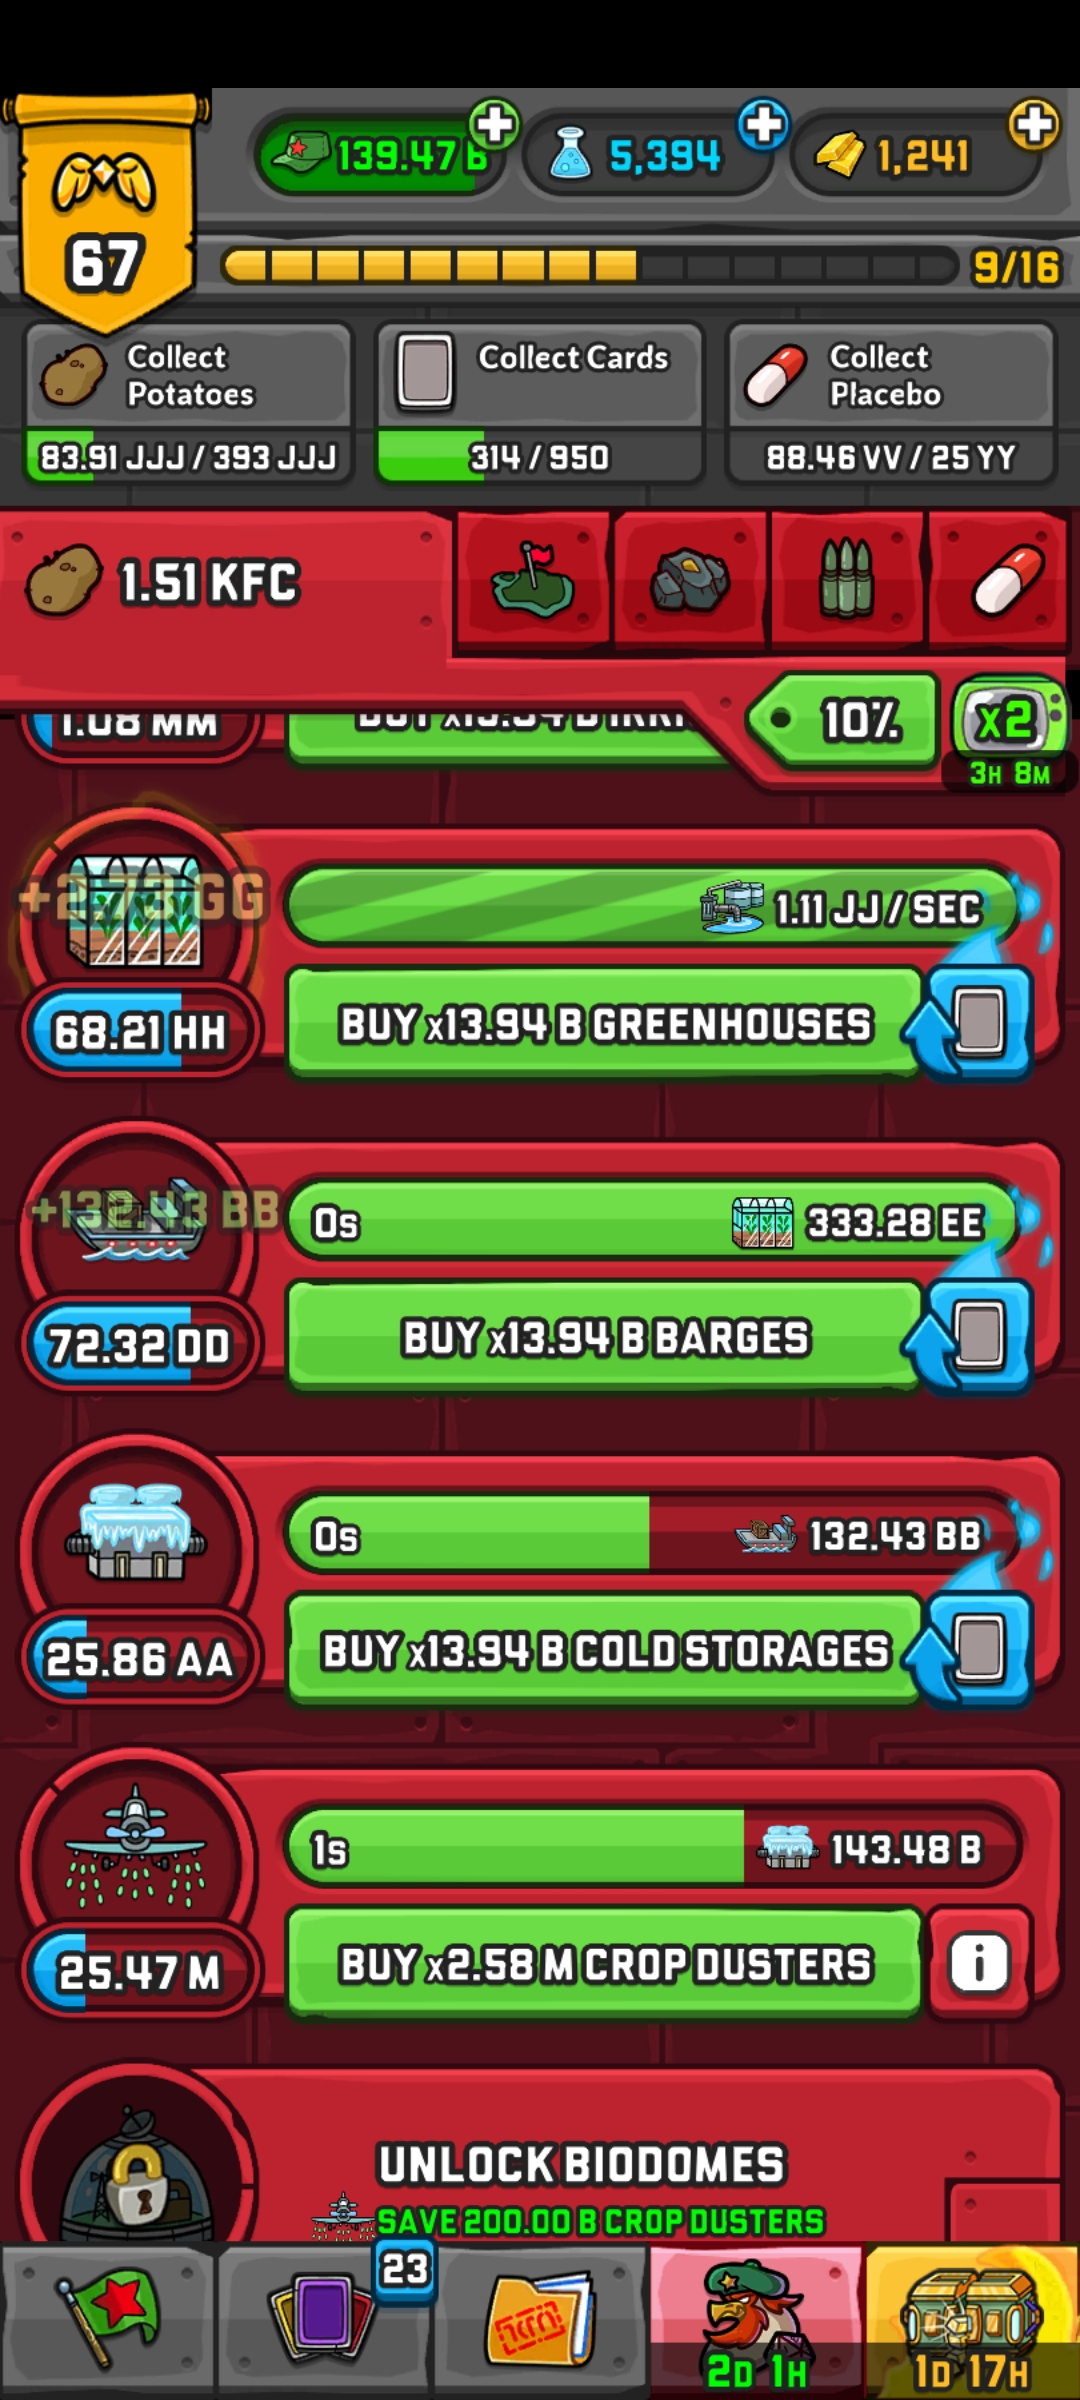 67
139.47 B
5,394
1,241
9/16
Collect
Potatoes
83.91 JJJ / 393 JJJ
Collect Cards
314 / 950
Collect
Placebo
88.46 VV / 25 YY
1.51 KFC
10%
X2
3H 8M
1.08 MM
+2.73 GG
1.11 JJ / SEC
68.21 HH
BUY x13.94 B GREENHOUSES
+132.43 BB
0s
333.28 EE
72.32 DD
BUY x13.94 B BARGES
0s
132.43 BB
25.86 AA
BUY x13.94 B COLD STORAGES
1s
143.48 B
25.47 M
BUY x2.58 M CROP DUSTERS
i
UNLOCK BIODOMES
SAVE 200.00 B CROP DUSTERS
23
2D 1H
1D 17H